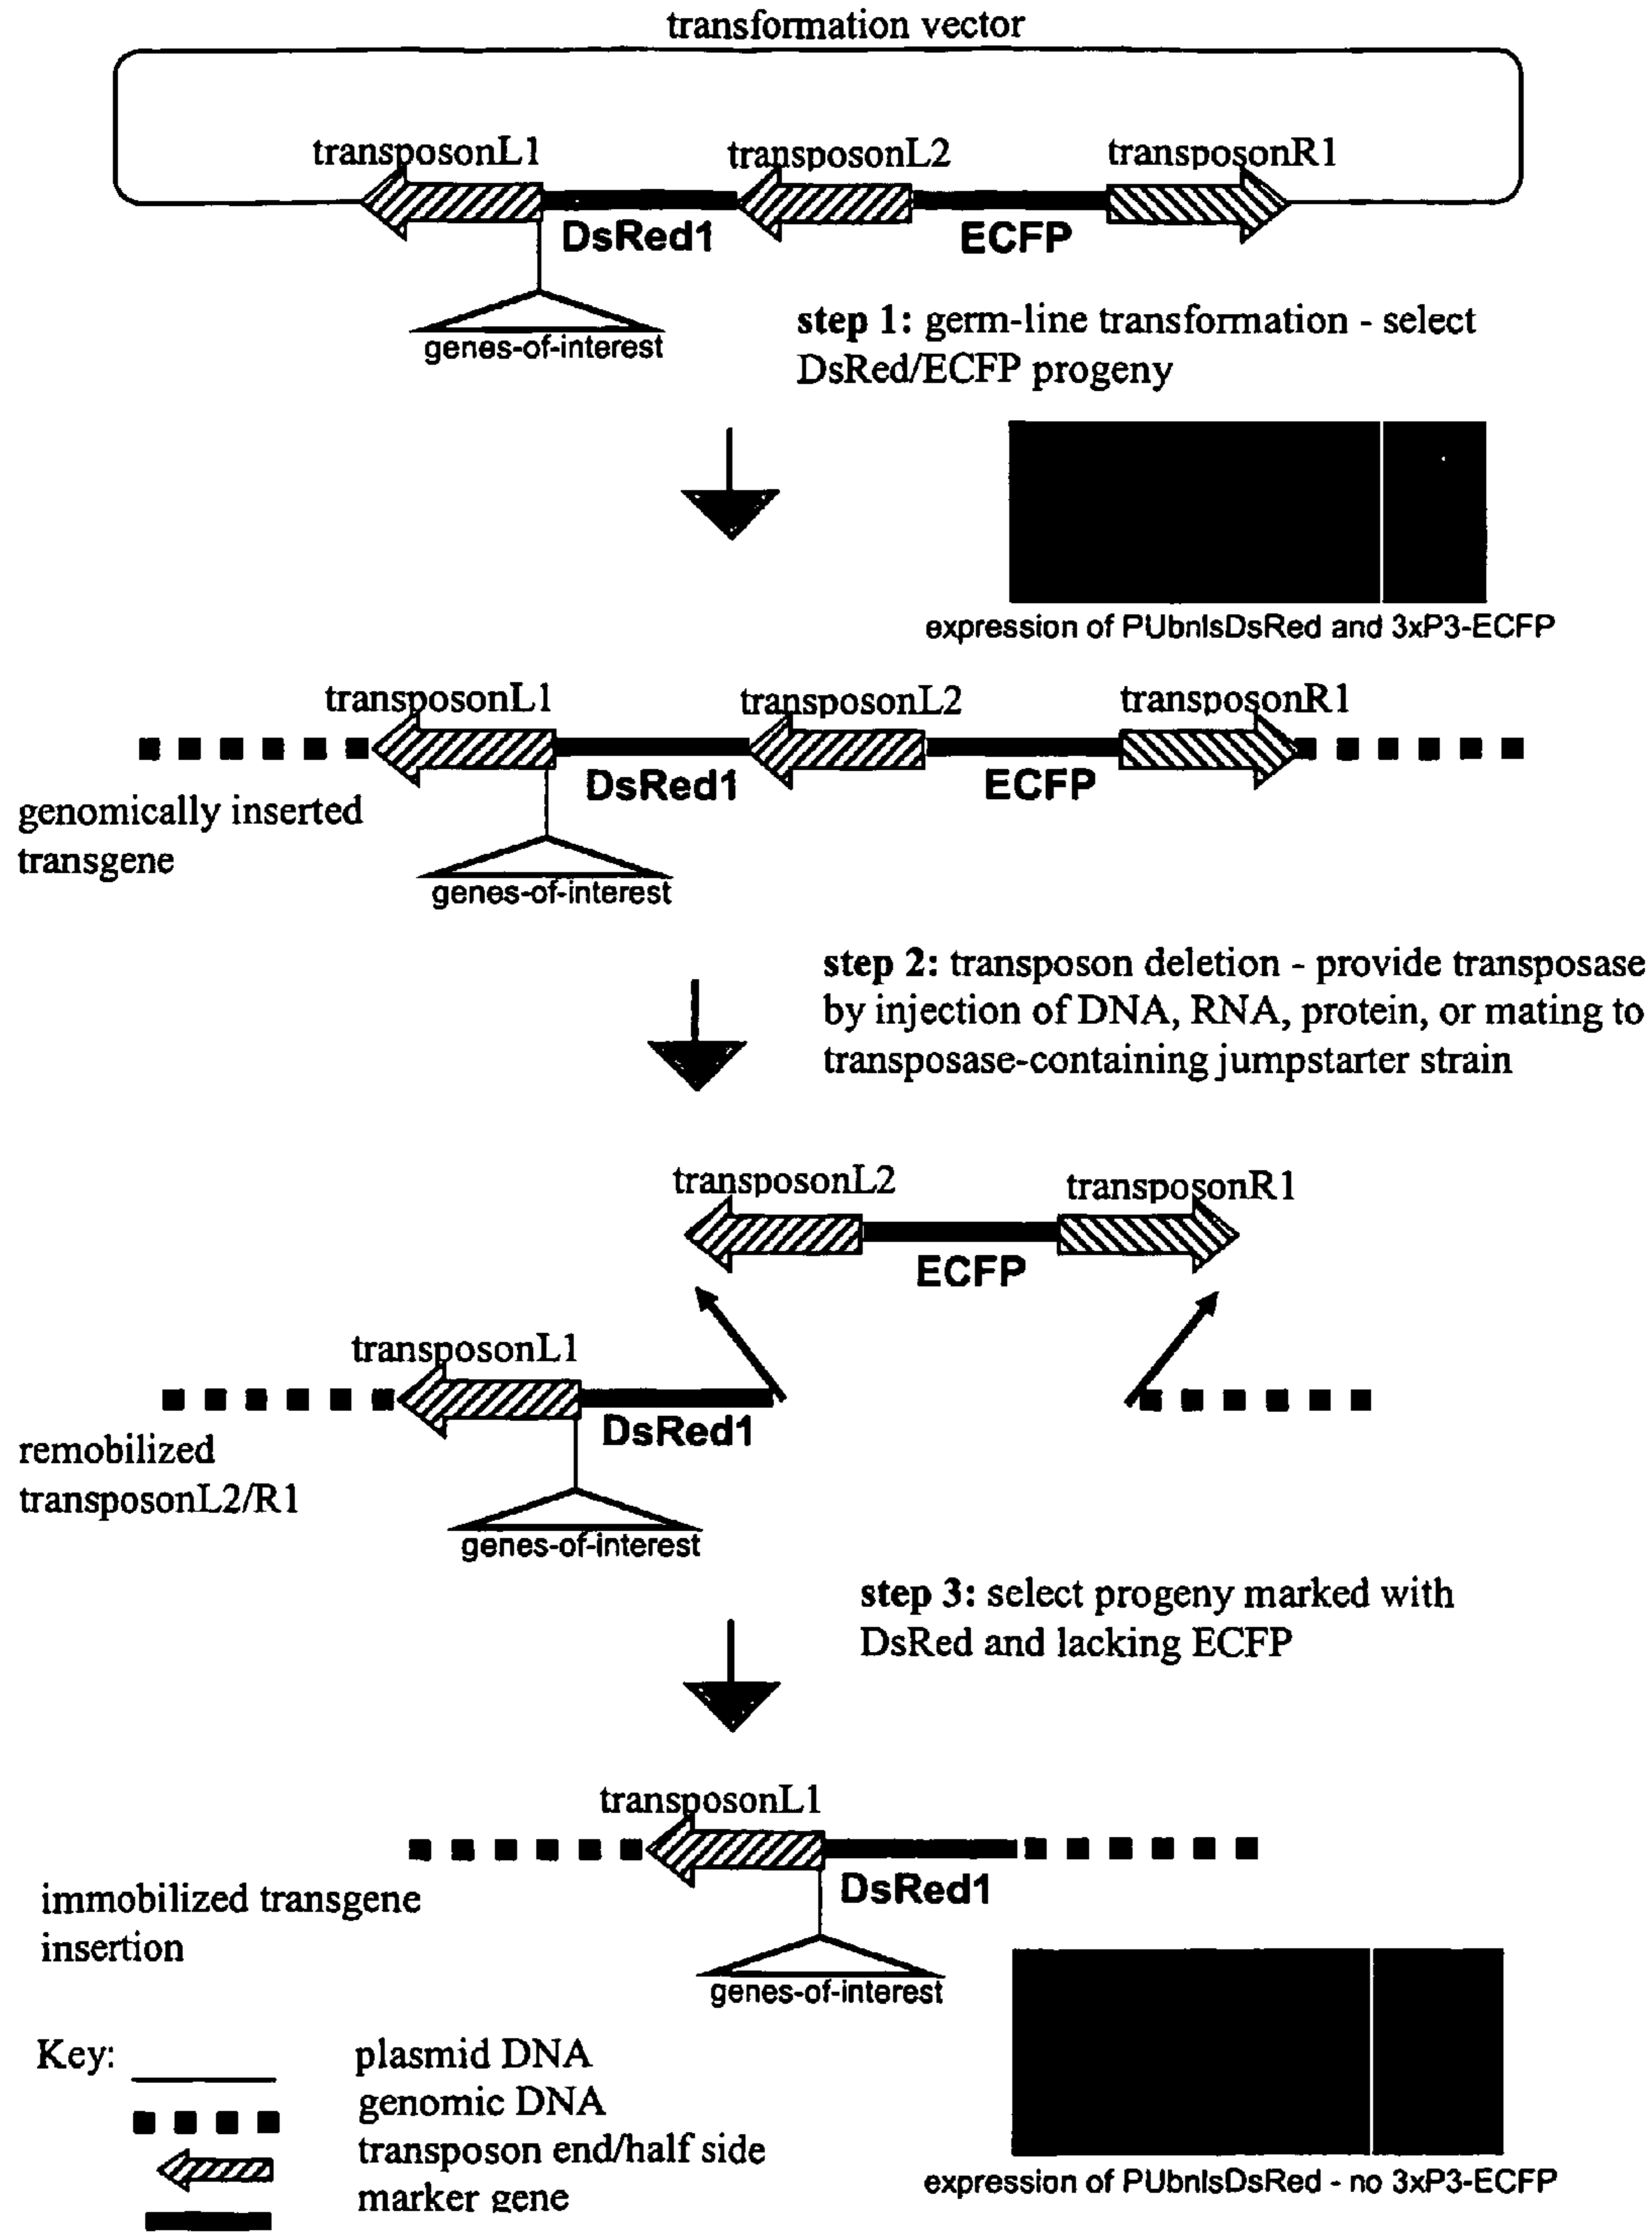 transformation vector
transposonL1 transposonL2 transposonR1
DsRed1 ECFP
genes-of-interest
step 1: germ-line transformation - select
DsRed/ECFP progeny
expression of PUbnlsDsRed and 3xP3-ECFP
transposonL1 transposonL2 transposonR1
DsRed1 ECFP
genomically inserted
transgene
genes-of-interest
step 2: transposon deletion - provide transposase
by injection of DNA, RNA, protein, or mating to
transposase-containing jumpstarter strain
transposonL2 transposonR1
ECFP
transposonL1
DsRed1
remobilized
transposonL2/R1
genes-of-interest
step 3: select progeny marked with
DsRed and lacking ECFP
transposonL1
DsRed1
immobilized transgene
insertion
genes-of-interest
Key: plasmid DNA
genomic DNA
transposon end/half side
marker gene
expression of PUbnlsDsRed - no 3xP3-ECFP